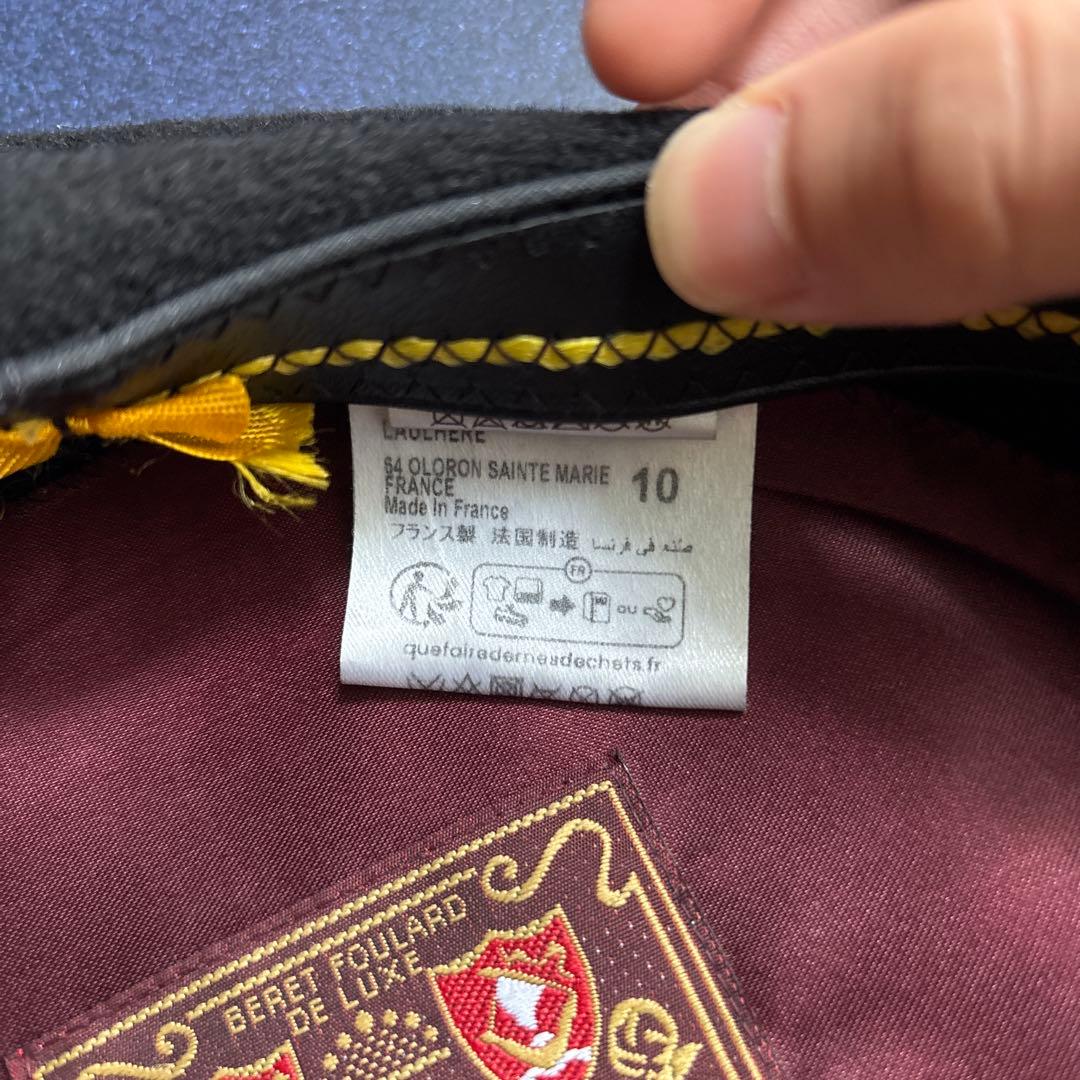 LAULHERE
64 OLORON SAINTE MARIE
FRANCE
10
Made In France
フランス製 法国制造 صنع في فرنسا
FR
ou
quefairedemesdechets.fr
BERET FOULARD
DE LUXE